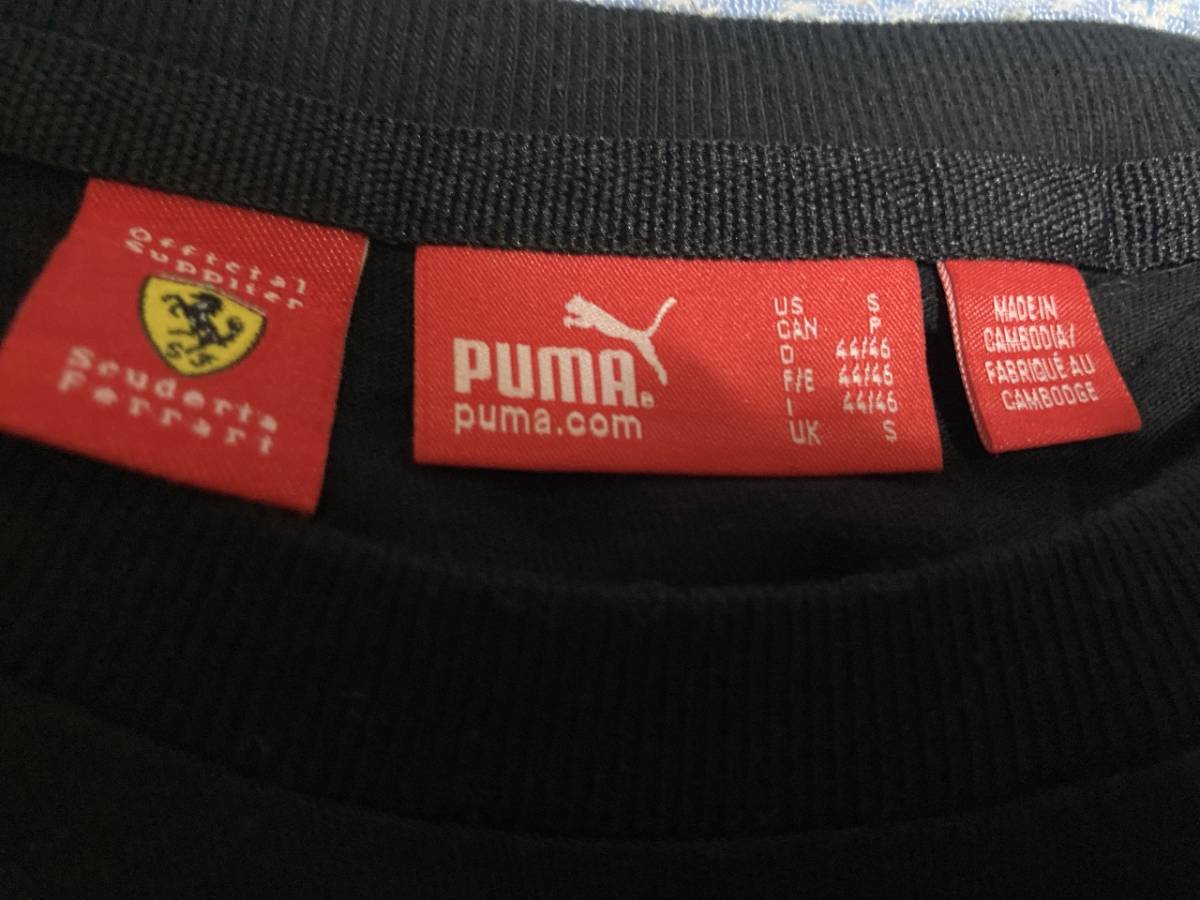 Official
Supplier
S F
Scuderia
Ferrari
PUMA®
puma.com
US S
CAN P
D 44/46
F/E 44/46
I 44/46
UK S
MADE IN
CAMBODIA/
FABRIQUÉ AU
CAMBODGE